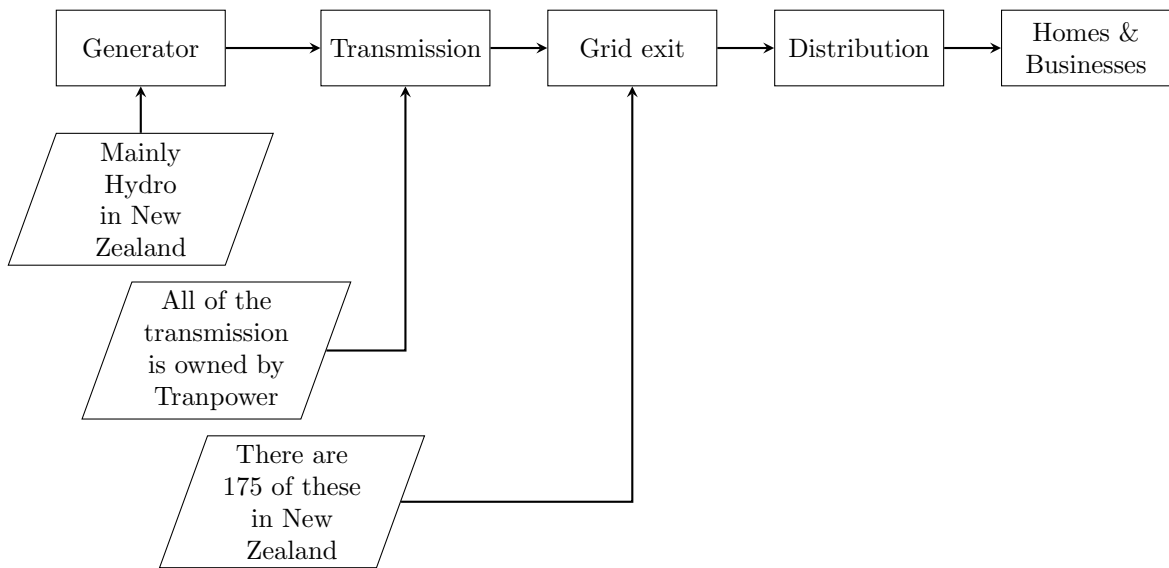 Generator
Transmission
Grid exit
Distribution
Homes &
Businesses
Mainly
Hydro
in New
Zealand
All of the
transmission
is owned by
Tranpower
There are
175 of these
in New
Zealand